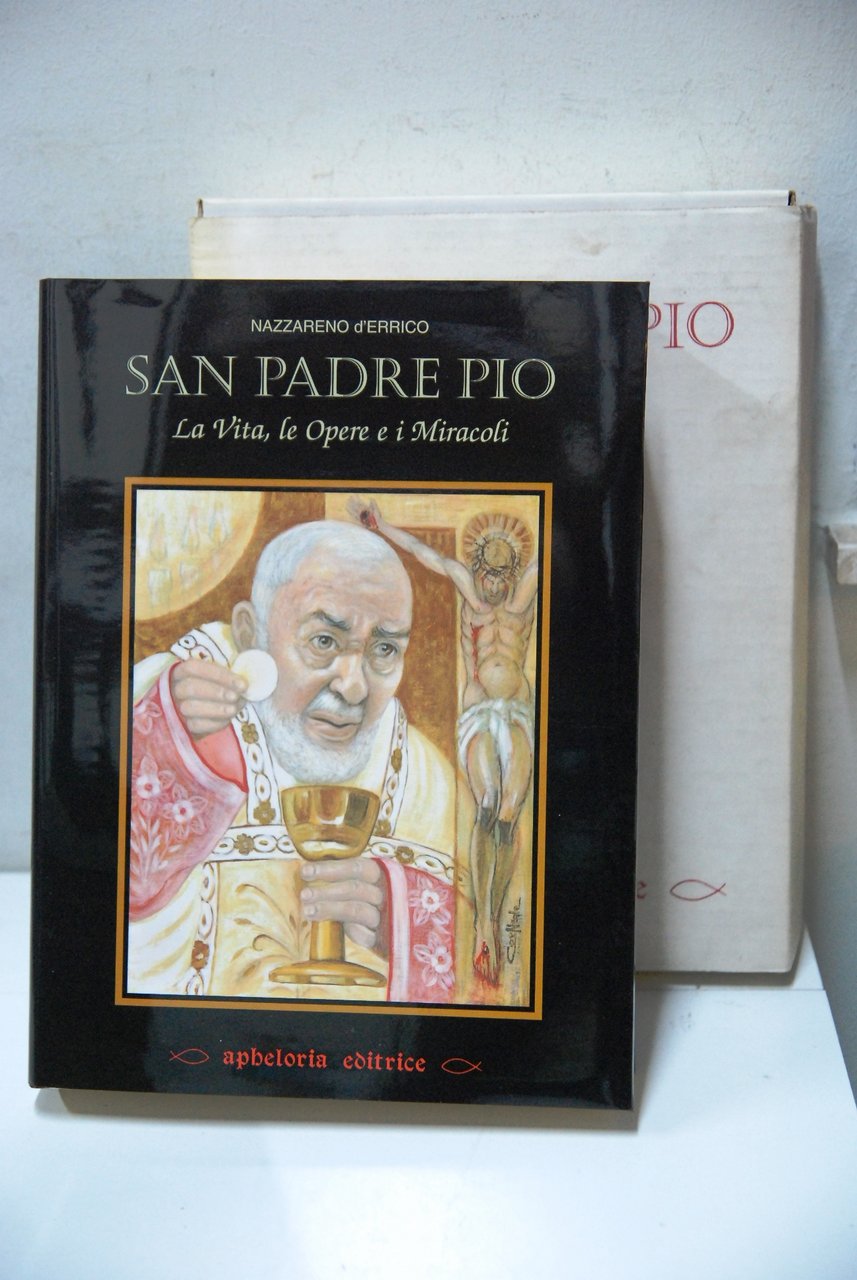 NAZZARENO d'ERRICO
SAN PADRE PIO
La Vita, le Opere e i Miracoli
apheloria editrice
PIO